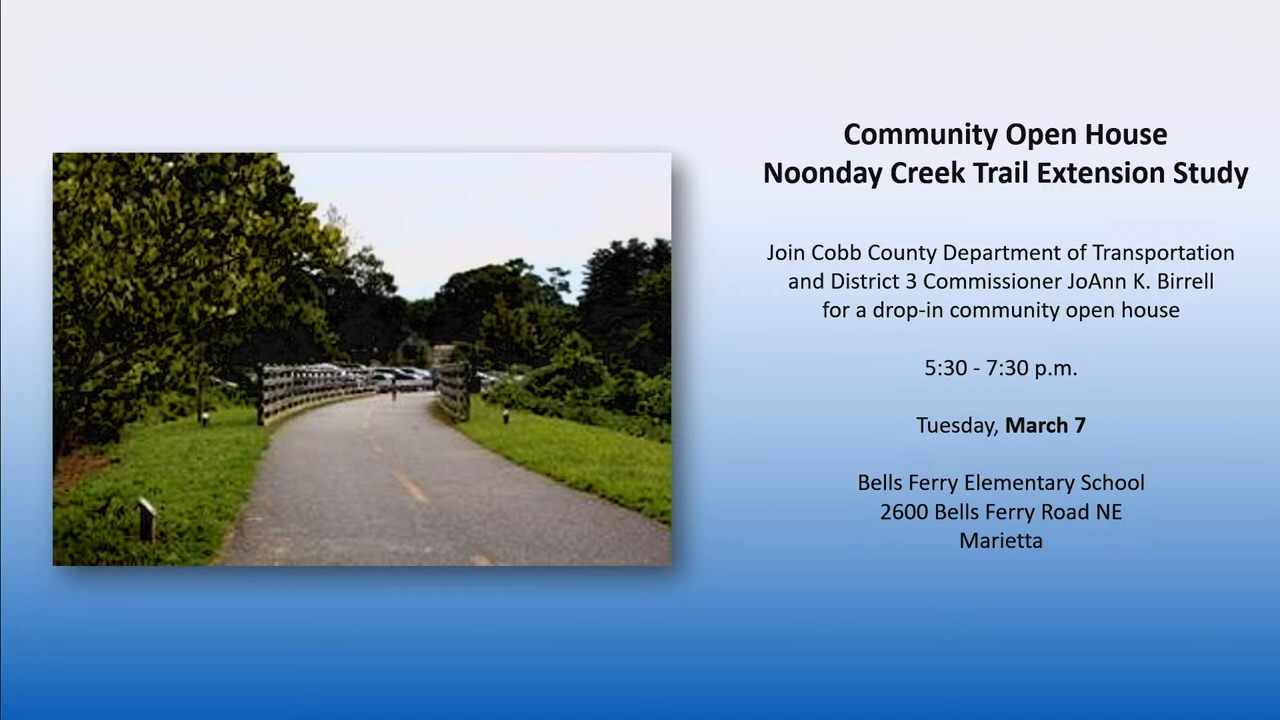 Community Open House
Noonday Creek Trail Extension Study
Join Cobb County Department of Transportation
and District 3 Commissioner JoAnn K. Birrell
for a drop-in community open house
5:30 - 7:30 p.m.
Tuesday, March 7
Bells Ferry Elementary School
2600 Bells Ferry Road NE
Marietta